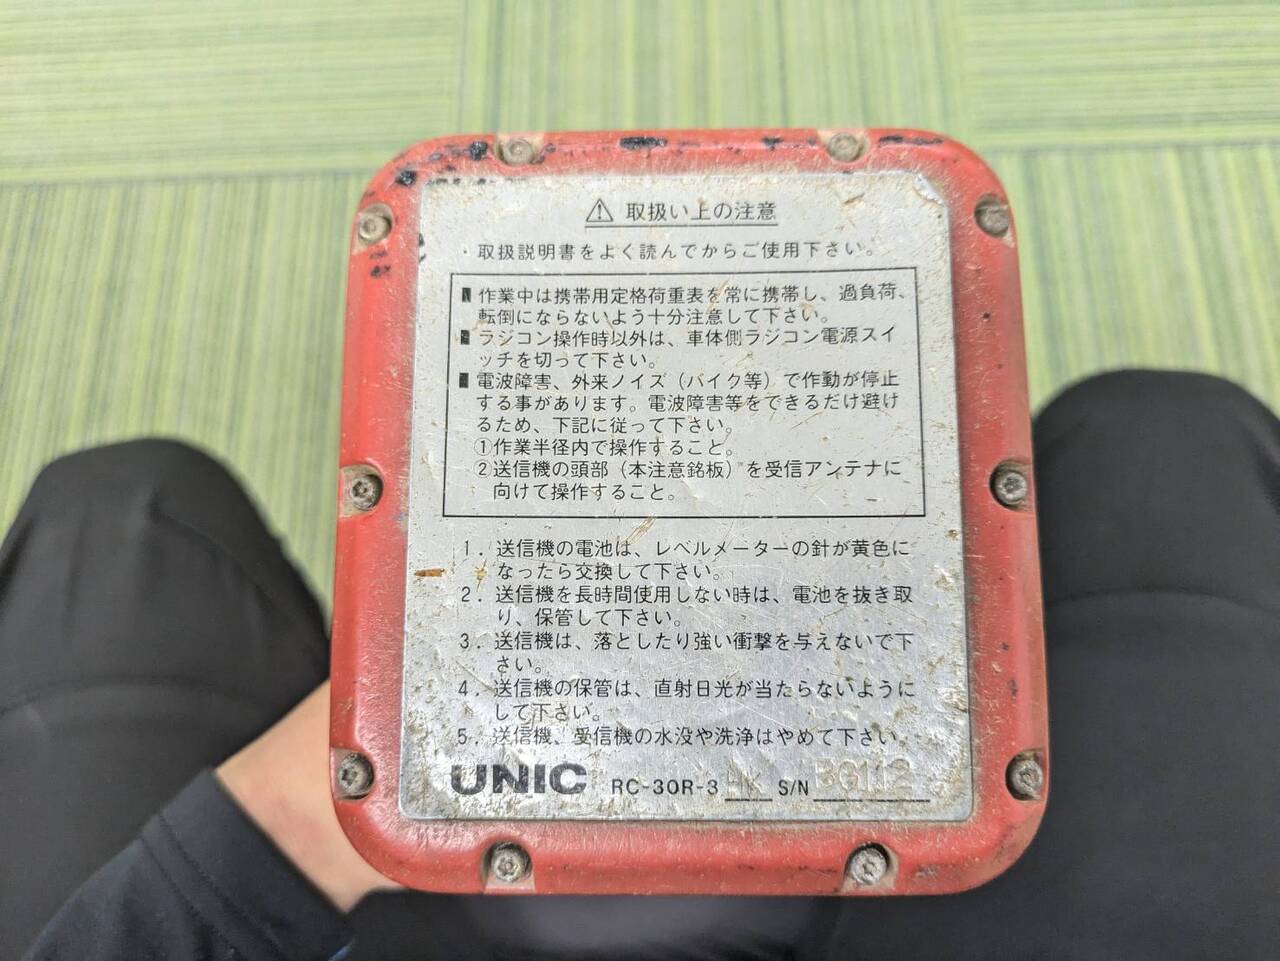 ⚠ 取扱い上の注意
・取扱説明書をよく読んでからご使用下さい。
■ 作業中は携帯用定格荷重表を常に携帯し、過負荷、
転倒にならないよう十分注意して下さい。
■ ラジコン操作時以外は、車体側ラジコン電源スイ
ッチを切って下さい。
■ 電波障害、外来ノイズ（バイク等）で作動が停止
する事があります。電波障害等をできるだけ避け
るため、下記に従って下さい。
①作業半径内で操作すること。
②送信機の頭部（本注意銘板）を受信アンテナに
向けて操作すること。
1．送信機の電池は、レベルメーターの針が黄色に
なったら交換して下さい。
2．送信機を長時間使用しない時は、電池を抜き取
り、保管して下さい。
3．送信機は、落としたり強い衝撃を与えないで下
さい。
4．送信機の保管は、直射日光が当たらないように
して下さい。
5．送信機、受信機の水没や洗浄はやめて下さい。
UNIC RC-30R-3 HK S/N BG112